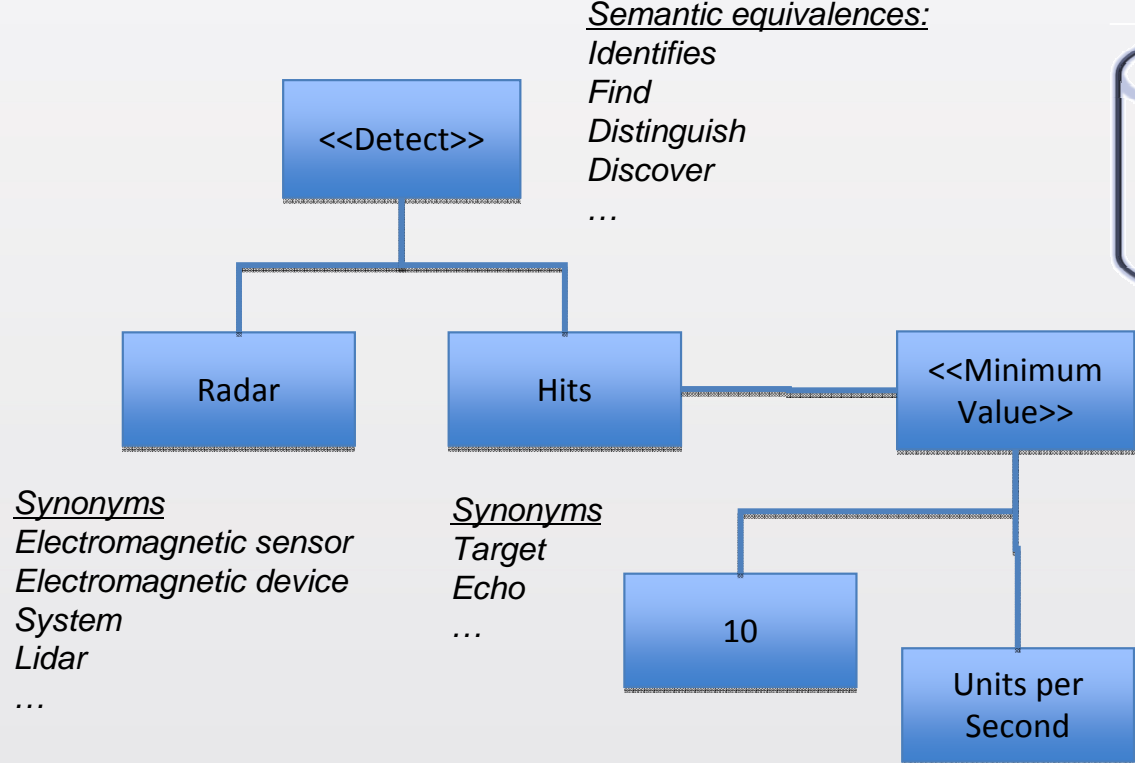 Semantic equivalences:
Identifies
Find
Distinguish
Discover
…
<<Detect>>
Radar
Hits
<<Minimum
Value>>
Synonyms
Electromagnetic sensor
Electromagnetic device
System
Lidar
…
Synonyms
Target
Echo
…
10
Units per
Second